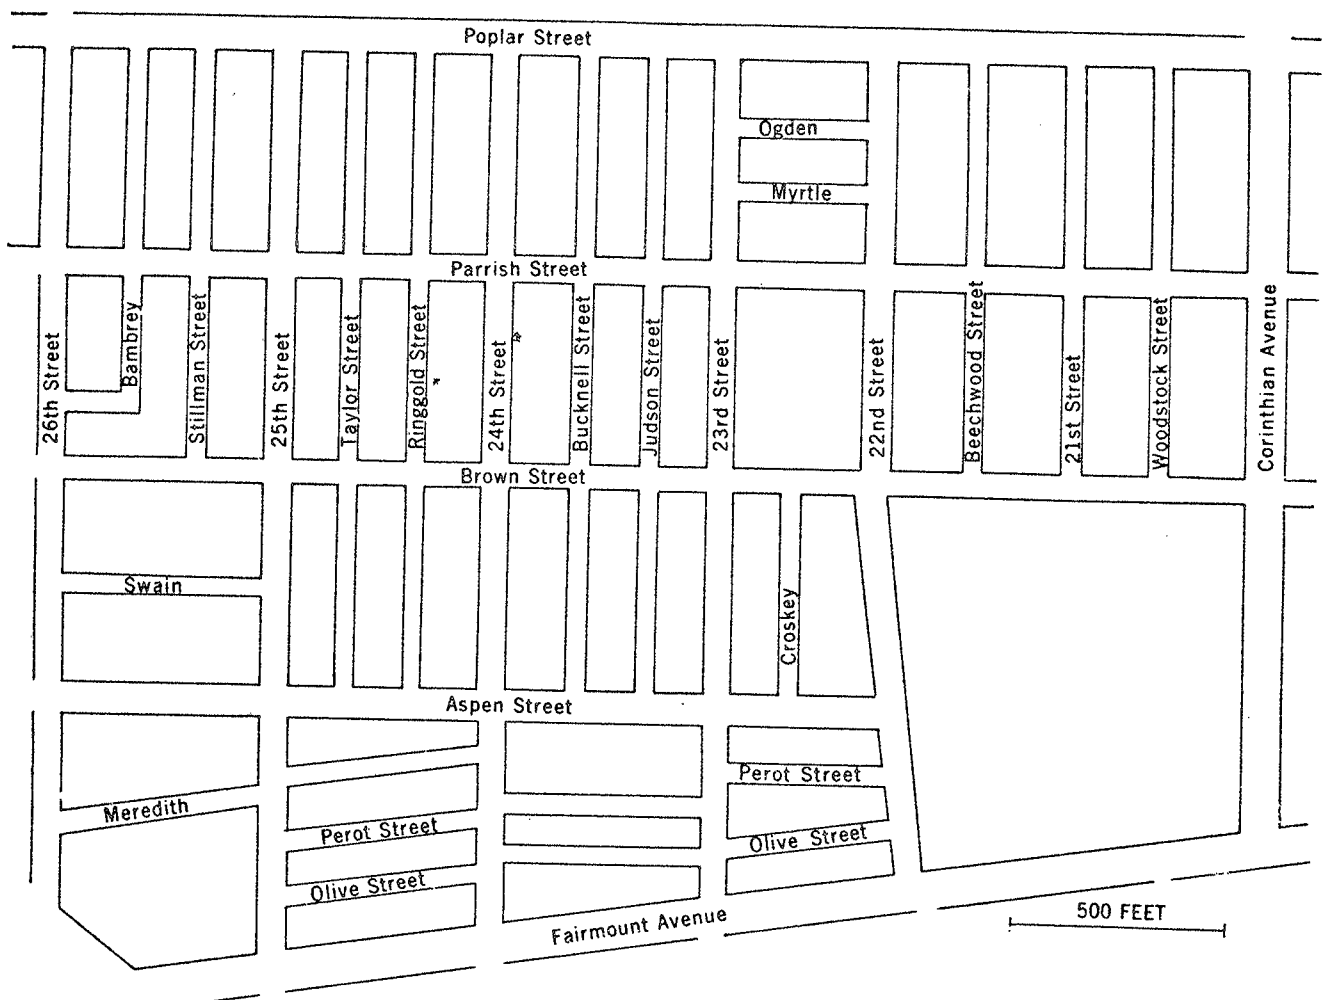 Poplar Street
Ogden
Myrtle
Parrish Street
26th Street
Bambrey
Stillman Street
25th Street
Taylor Street
Ringgold Street
24th Street
Bucknell Street
Judson Street
23rd Street
22nd Street
Beechwood Street
21st Street
Woodstock Street
Corinthian Avenue
Brown Street
Swain
Croskey
Aspen Street
Meredith
Perot Street
Perot Street
Olive Street
Olive Street
Fairmount Avenue
500 FEET